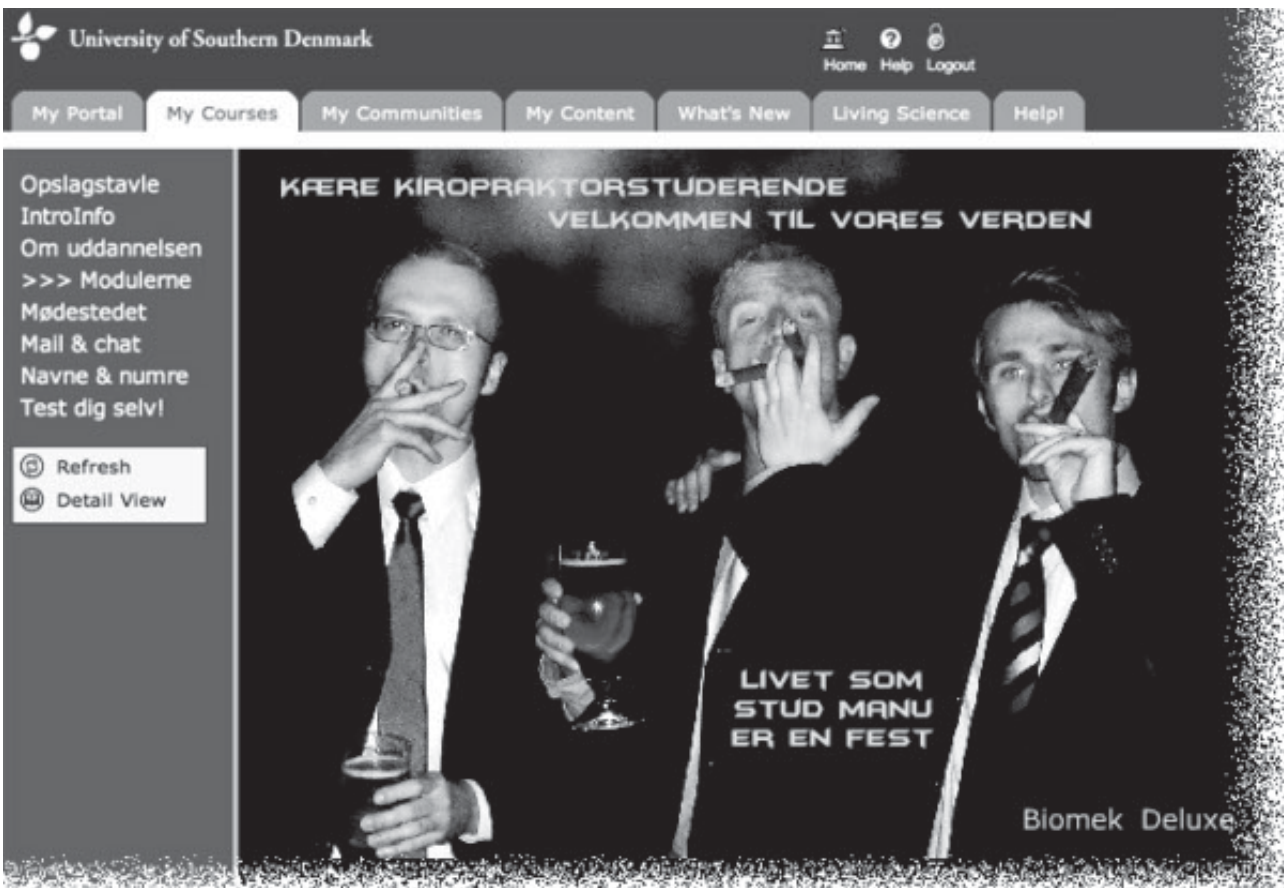 University of Southern Denmark
Home Help Logout
My Portal My Courses My Communities My Content What's New Living Science Help!
Opslagstavle
IntroInfo
Om uddannelsen
>>> Modulerne
Mødestedet
Mail & chat
Navne & numre
Test dig selv!
Refresh
Detail View
KÆRE KIROPRAKTORSTUDERENDE
VELKOMMEN TIL VORES VERDEN
LIVET SOM
STUD MANU
ER EN FEST
Biomek Deluxe